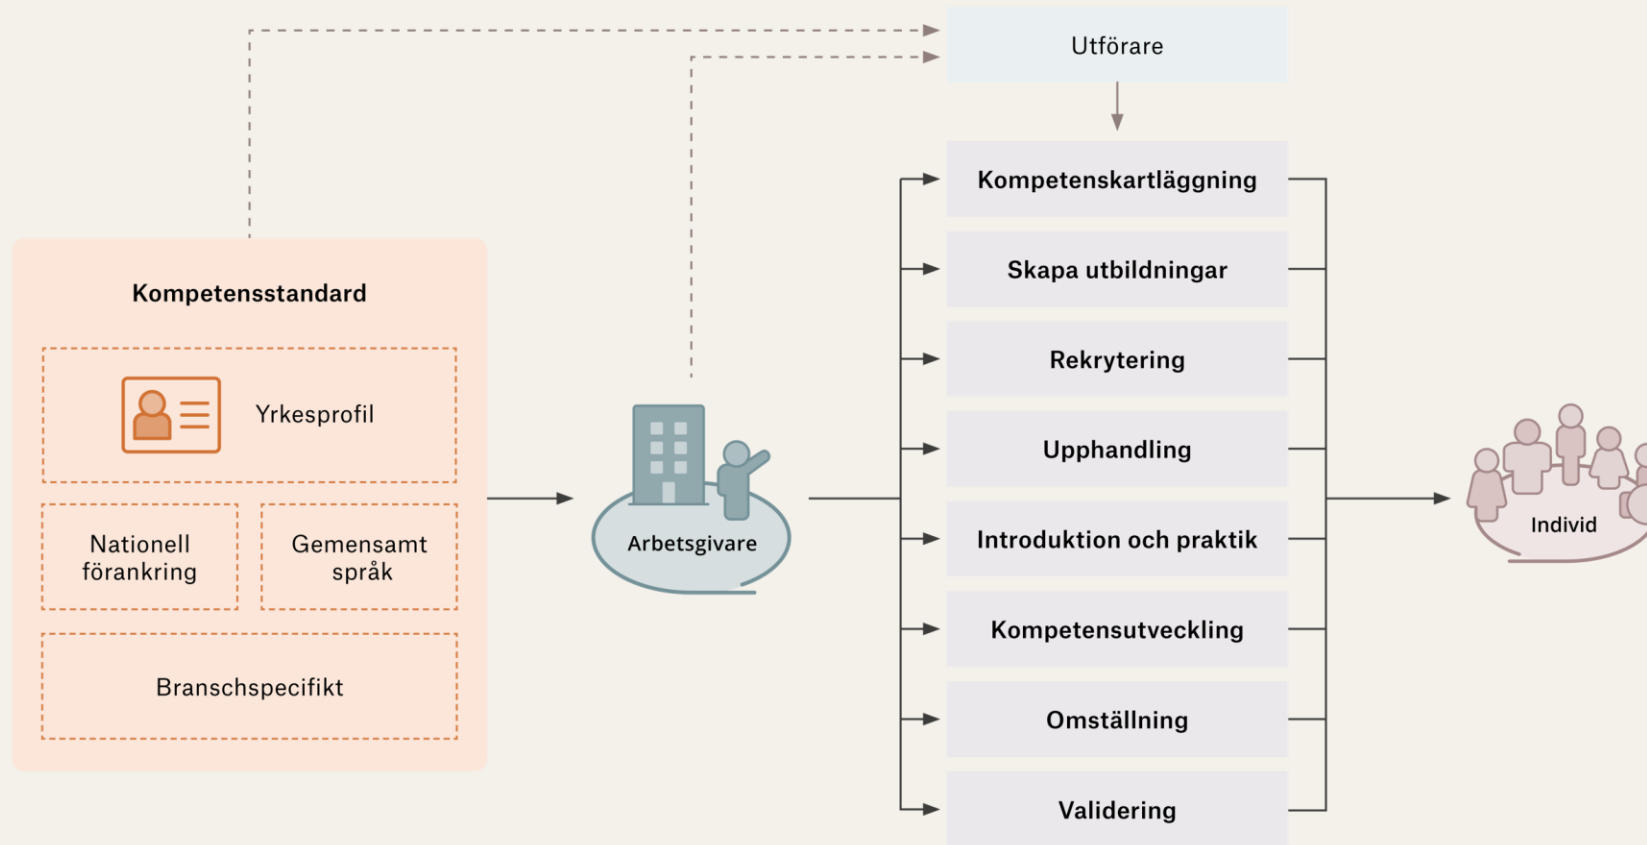 Utförare
Kompetensstandard
Yrkesprofil
Nationell
förankring
Gemensamt
språk
Branschspecifikt
Arbetsgivare
Kompetenskartläggning
Skapa utbildningar
Rekrytering
Upphandling
Introduktion och praktik
Kompetensutveckling
Omställning
Validering
Individ